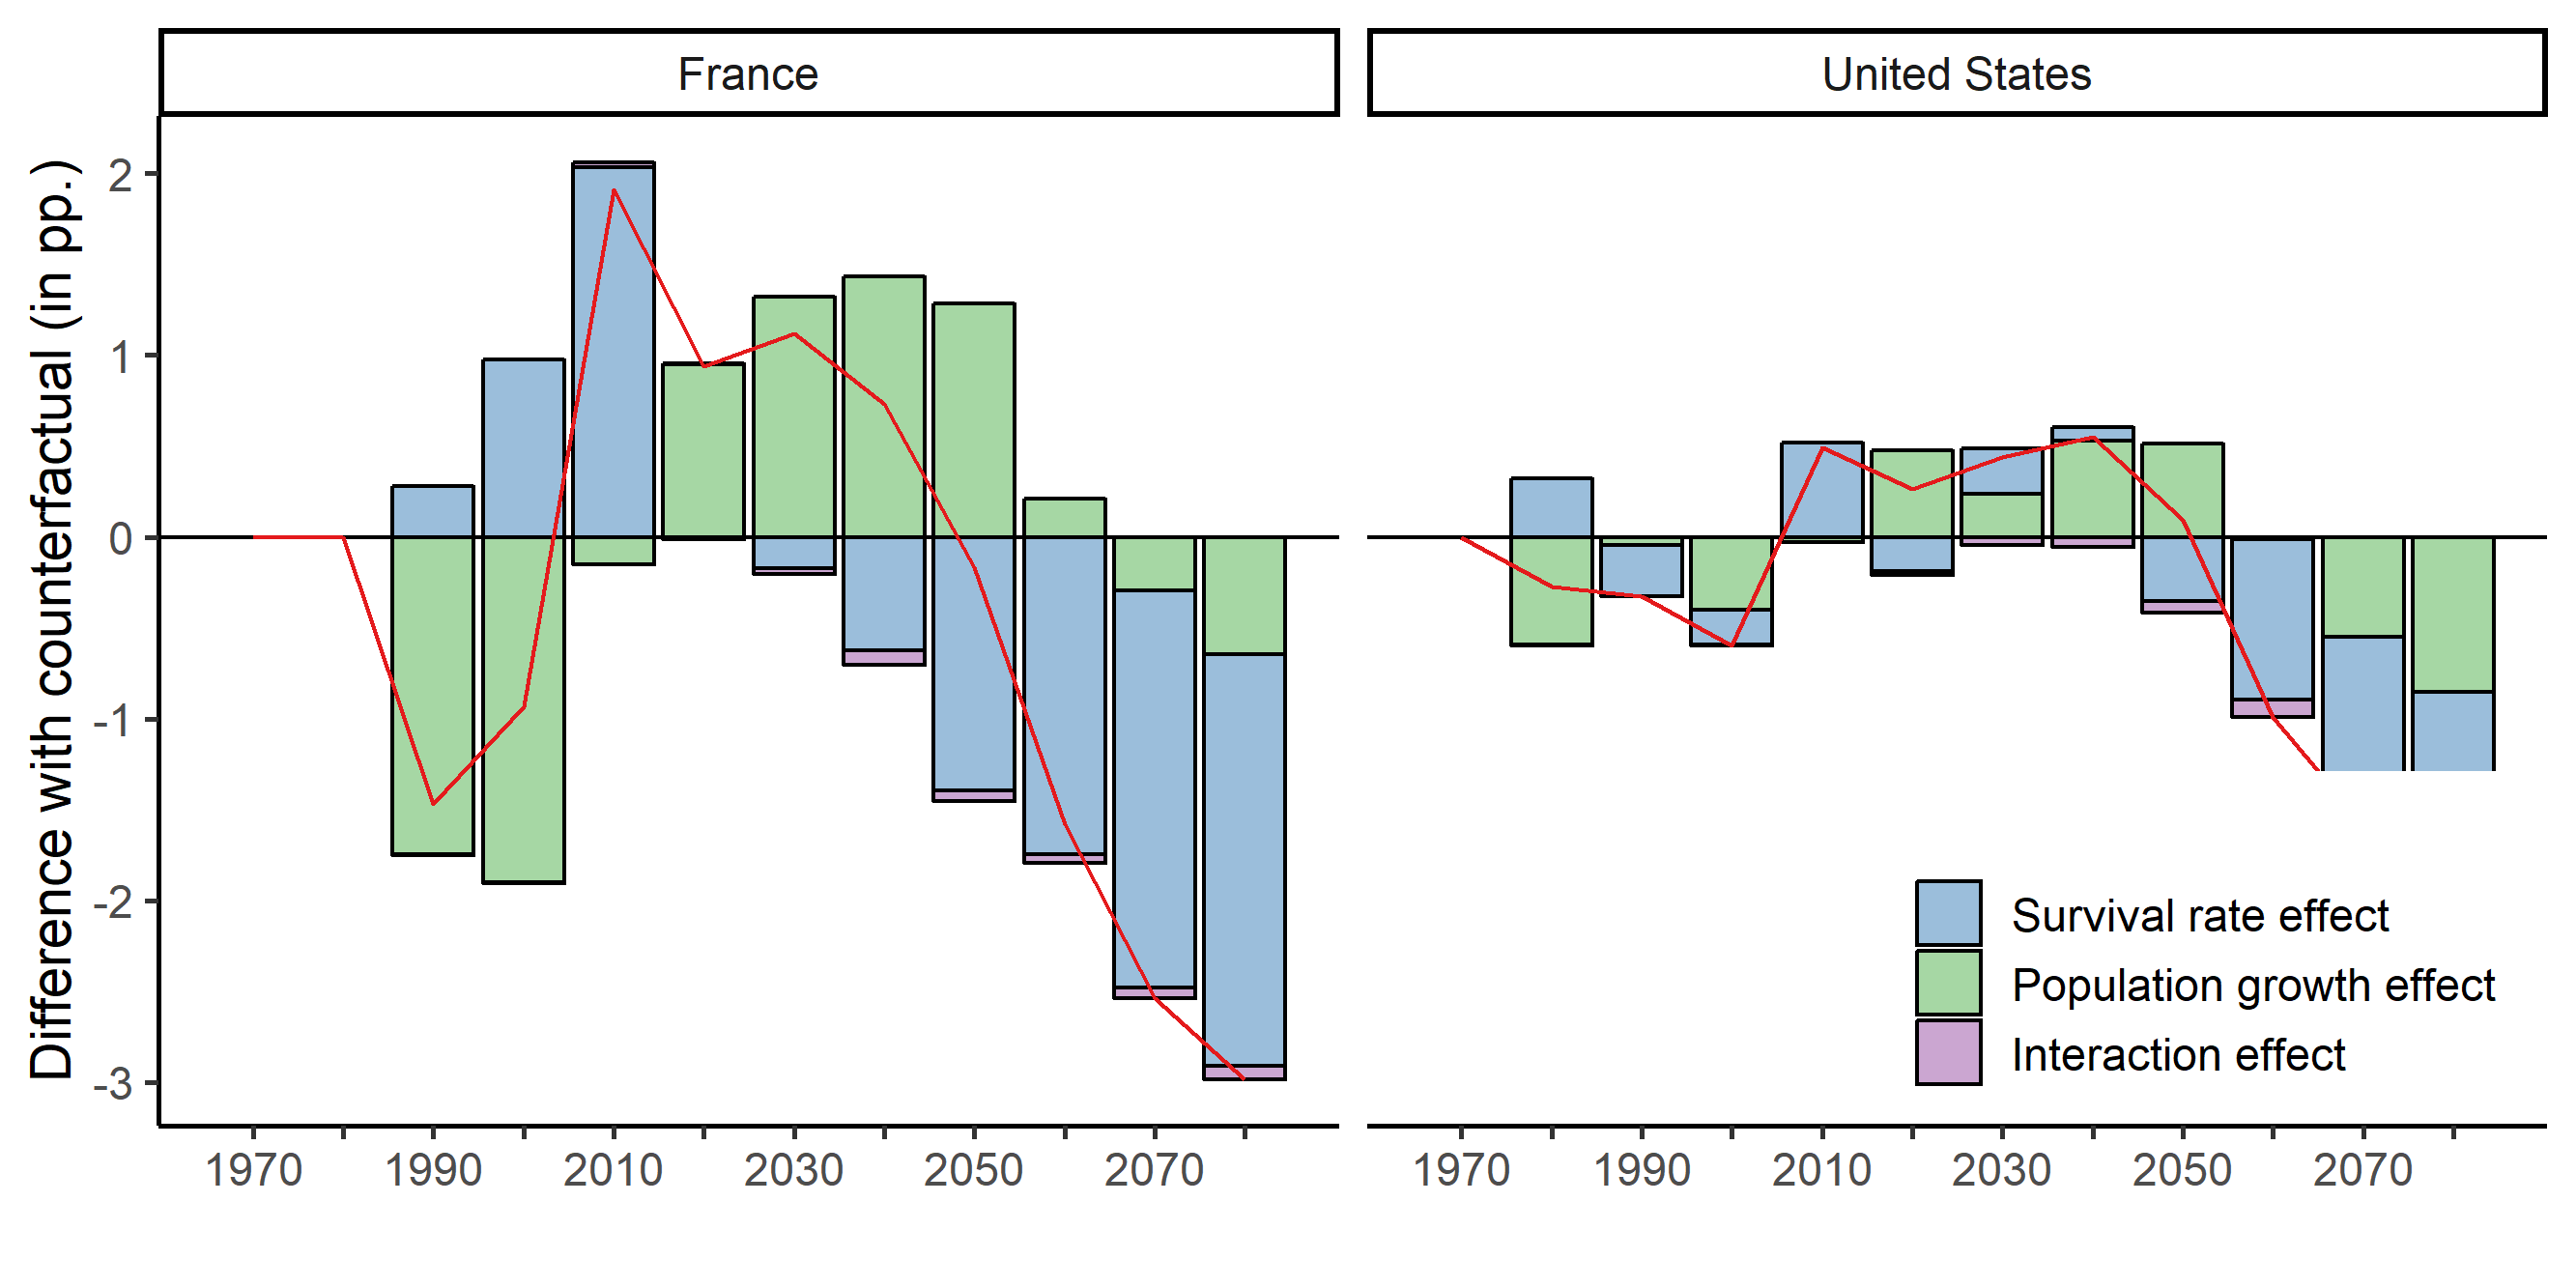 France
United States
Difference with counterfactual (in pp.)
2
1
0
-1
-2
-3
1970 1990 2010 2030 2050 2070
1970 1990 2010 2030 2050 2070
Survival rate effect
Population growth effect
Interaction effect